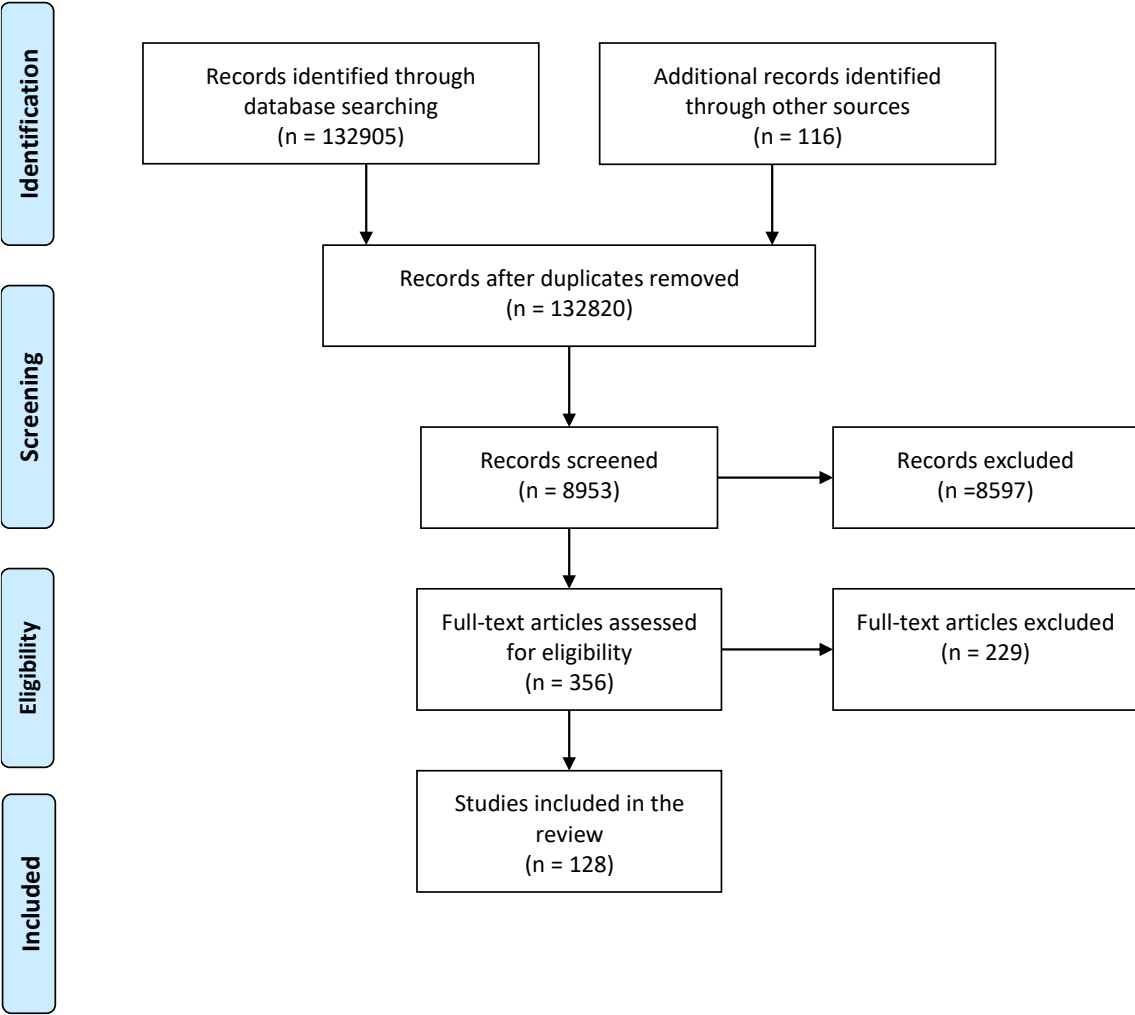 Identification
Records identified through
database searching
(n = 132905)
Additional records identified
through other sources
(n = 116)
Records after duplicates removed
(n = 132820)
Screening
Records screened
(n = 8953)
Records excluded
(n =8597)
Eligibility
Full-text articles assessed
for eligibility
(n = 356)
Full-text articles excluded
(n = 229)
Included
Studies included in the
review
(n = 128)